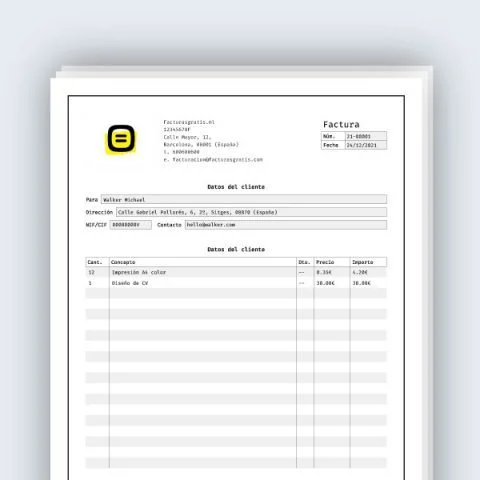 Facturasgratis.ml
12345678F
Calle Mayor, 12,
Barcelona, 08001 (España)
t. 600600600
e. facturacion@facturasgratis.com
Factura
Núm. 21-00001
Fecha 24/12/2021
Datos del cliente
Para Walker Michael
Dirección Calle Gabriel Pallarés, 6, 22, Sitges, 08870 (España)
NIF/CIF 00000000V Contacto hello@walker.com
Datos del cliente
Cant. Concepto Dto. Precio Importe
12 Impresión A4 color -- 0.35€ 4.20€
1 Diseño de CV -- 30.00€ 30.00€